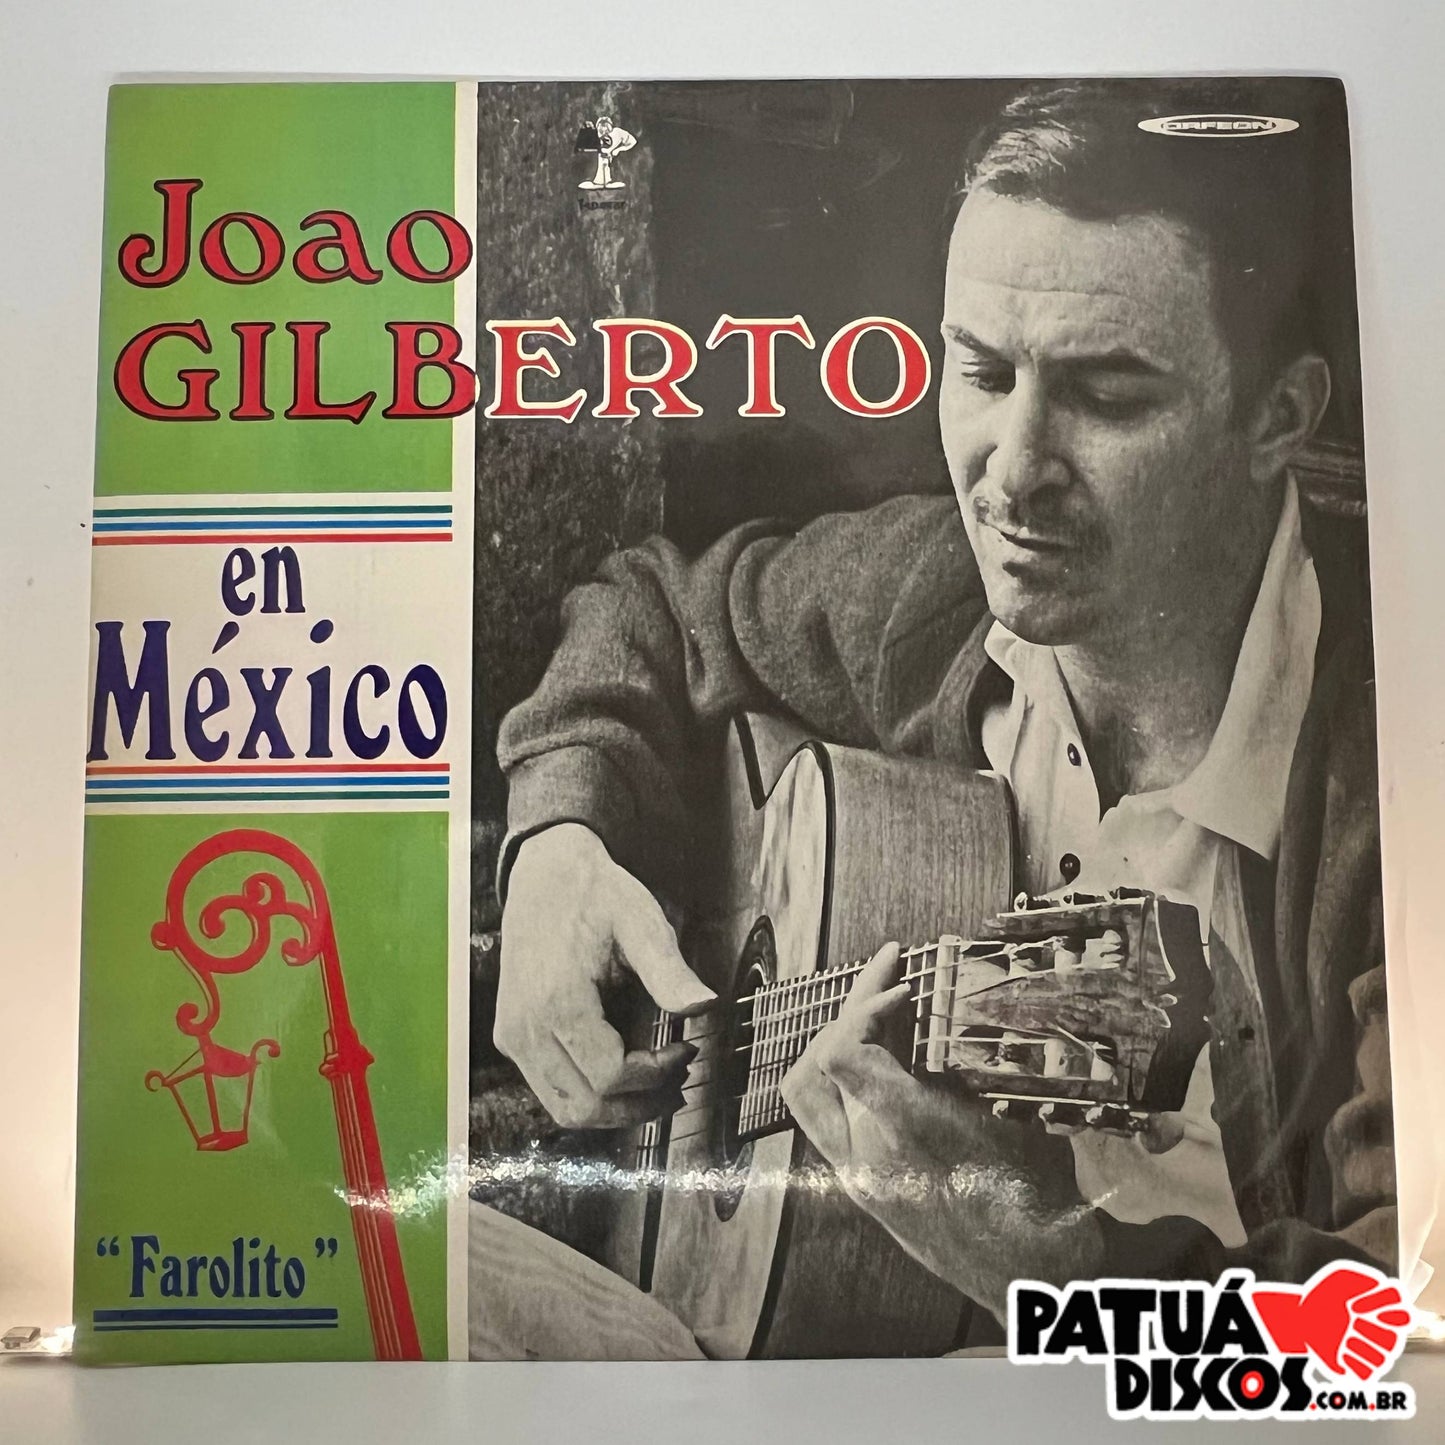 ORFEON
JOAO
GILBERTO
en
México
"Farolito"
PATUÁ
DISCOS.COM.BR